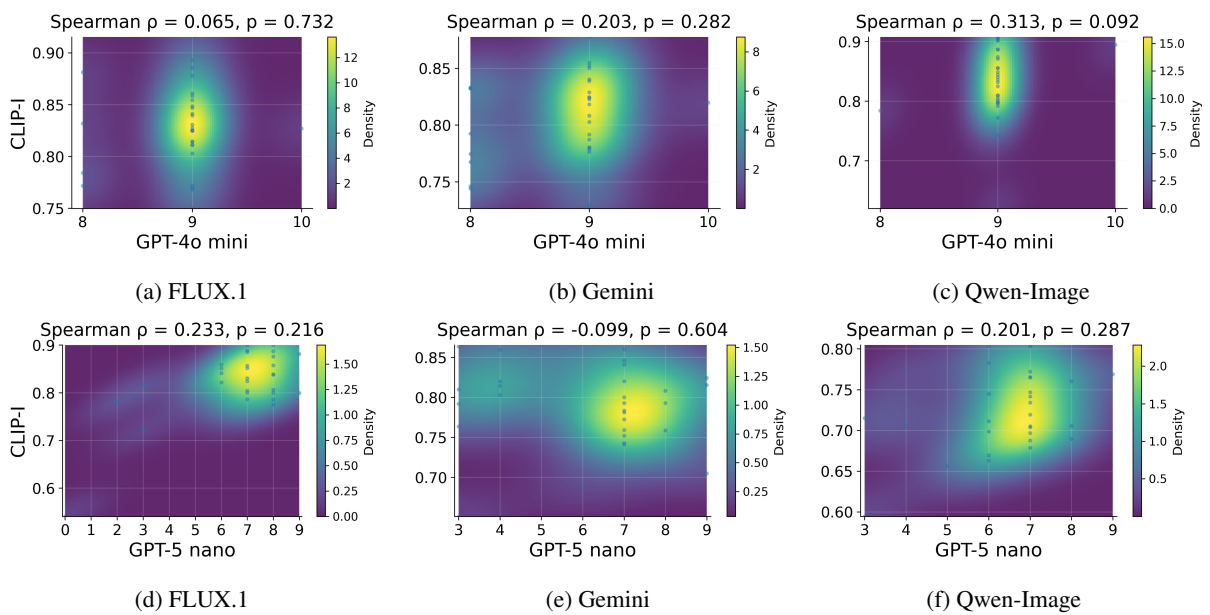 Spearman ρ = 0.065, p = 0.732
0.90
0.85
0.80
0.75
CLIP-I
8 9 10
GPT-4o mini
12
10
8
6
4
2
Density
(a) FLUX.1
Spearman ρ = 0.203, p = 0.282
0.85
0.80
0.75
8 9 10
GPT-4o mini
8
6
4
2
Density
(b) Gemini
Spearman ρ = 0.313, p = 0.092
0.9
0.8
0.7
8 9 10
GPT-4o mini
15.0
12.5
10.0
7.5
5.0
2.5
0.0
Density
(c) Qwen-Image
Spearman ρ = 0.233, p = 0.216
0.9
0.8
0.7
0.6
CLIP-I
0 1 2 3 4 5 6 7 8 9
GPT-5 nano
1.50
1.25
1.00
0.75
0.50
0.25
0.00
Density
(d) FLUX.1
Spearman ρ = -0.099, p = 0.604
0.85
0.80
0.75
0.70
3 4 5 6 7 8 9
GPT-5 nano
1.50
1.25
1.00
0.75
0.50
0.25
Density
(e) Gemini
Spearman ρ = 0.201, p = 0.287
0.80
0.75
0.70
0.65
0.60
3 4 5 6 7 8 9
GPT-5 nano
2.0
1.5
1.0
0.5
Density
(f) Qwen-Image